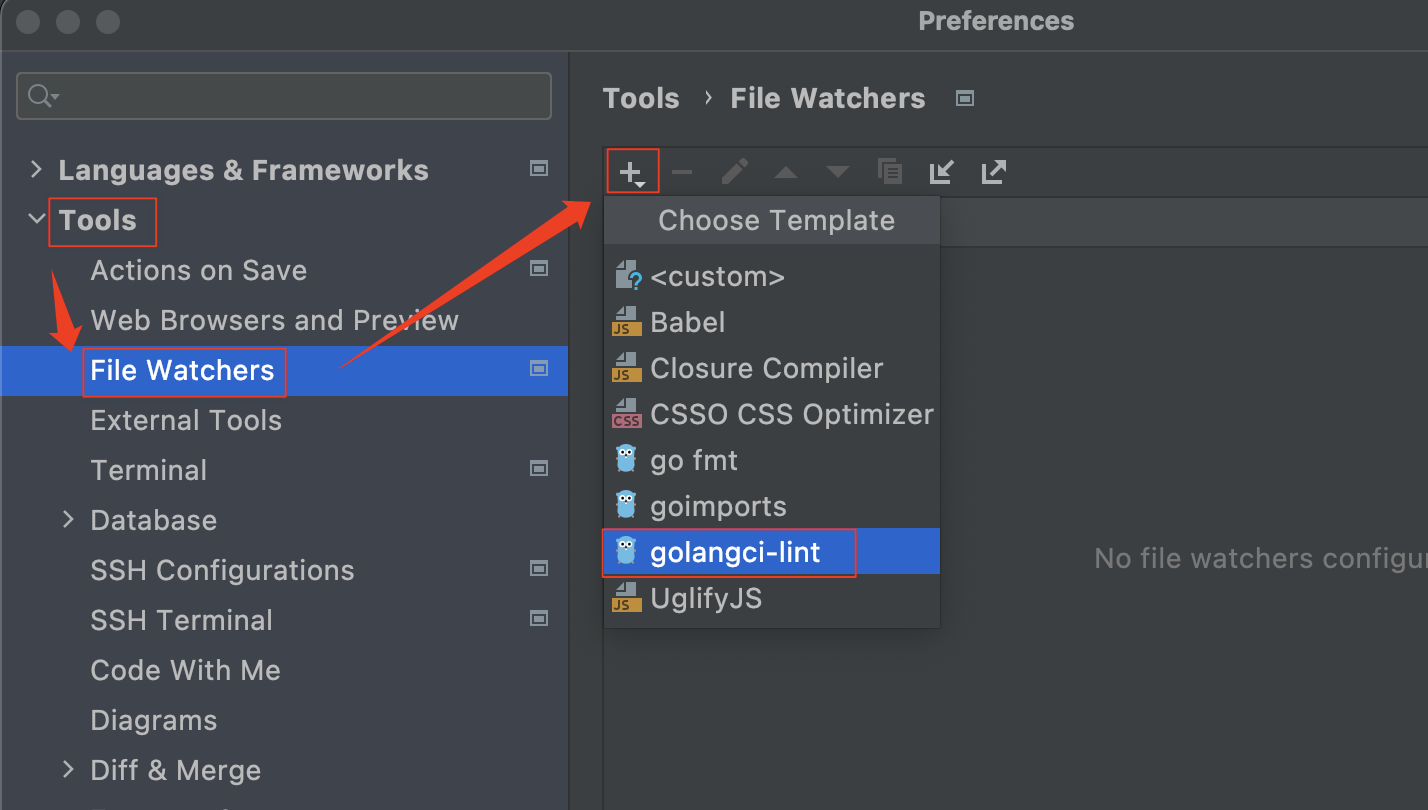 Preferences
Languages & Frameworks
Tools
Actions on Save
Web Browsers and Preview
File Watchers
External Tools
Terminal
Database
SSH Configurations
SSH Terminal
Code With Me
Diagrams
Diff & Merge
Tools › File Watchers
Choose Template
? <custom>
JS Babel
JS Closure Compiler
CSS CSSO CSS Optimizer
go fmt
goimports
golangci-lint
JS UglifyJS
No file watchers configu